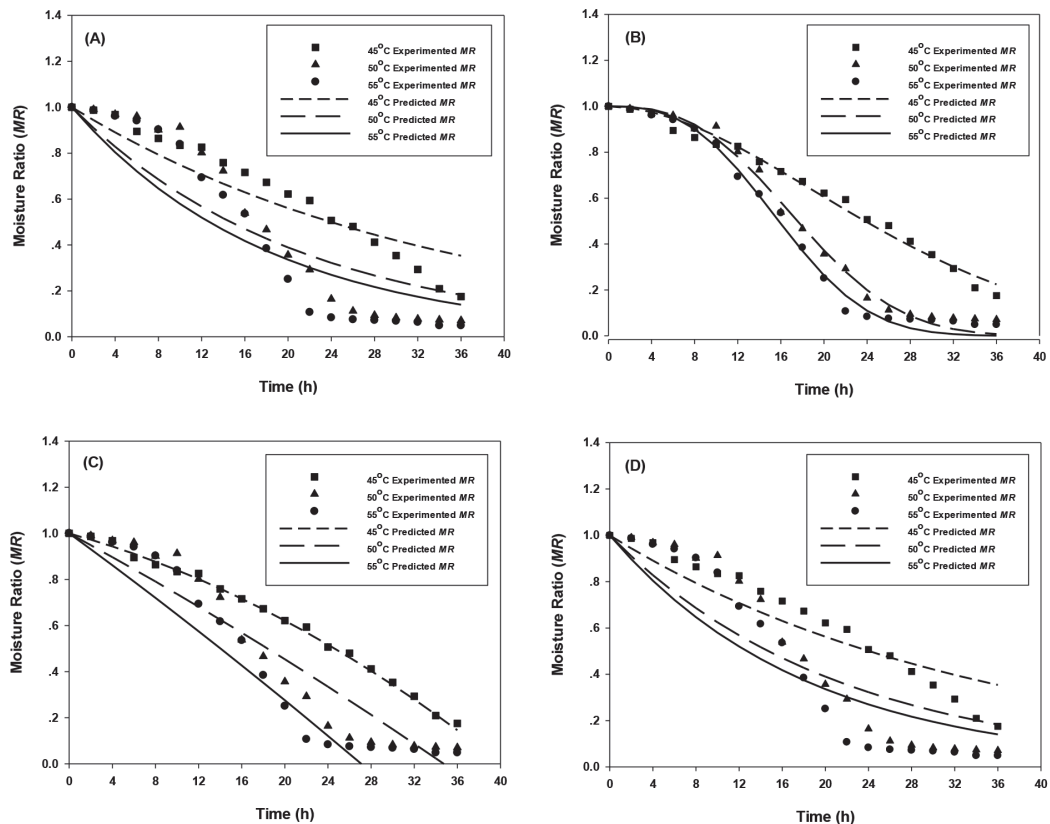 (A)
45°C Experimented MR
50°C Experimented MR
55°C Experimented MR
45°C Predicted MR
50°C Predicted MR
55°C Predicted MR
1.4
1.2
1.0
.8
.6
.4
.2
0.0
Moisture Ratio (MR)
0 4 8 12 16 20 24 28 32 36 40
Time (h)
(B)
45°C Experimented MR
50°C Experimented MR
55°C Experimented MR
45°C Predicted MR
50°C Predicted MR
55°C Predicted MR
1.4
1.2
1.0
.8
.6
.4
.2
0.0
Moisture Ratio (MR)
0 4 8 12 16 20 24 28 32 36 40
Time (h)
(C)
45°C Experimented MR
50°C Experimented MR
55°C Experimented MR
45°C Predicted MR
50°C Predicted MR
55°C Predicted MR
1.4
1.2
1.0
.8
.6
.4
.2
0.0
Moisture Ratio (MR)
0 4 8 12 16 20 24 28 32 36 40
Time (h)
(D)
45°C Experimented MR
50°C Experimented MR
55°C Experimented MR
45°C Predicted MR
50°C Predicted MR
55°C Predicted MR
1.4
1.2
1.0
.8
.6
.4
.2
0.0
Moisture Ratio (MR)
0 4 8 12 16 20 24 28 32 36 40
Time (h)